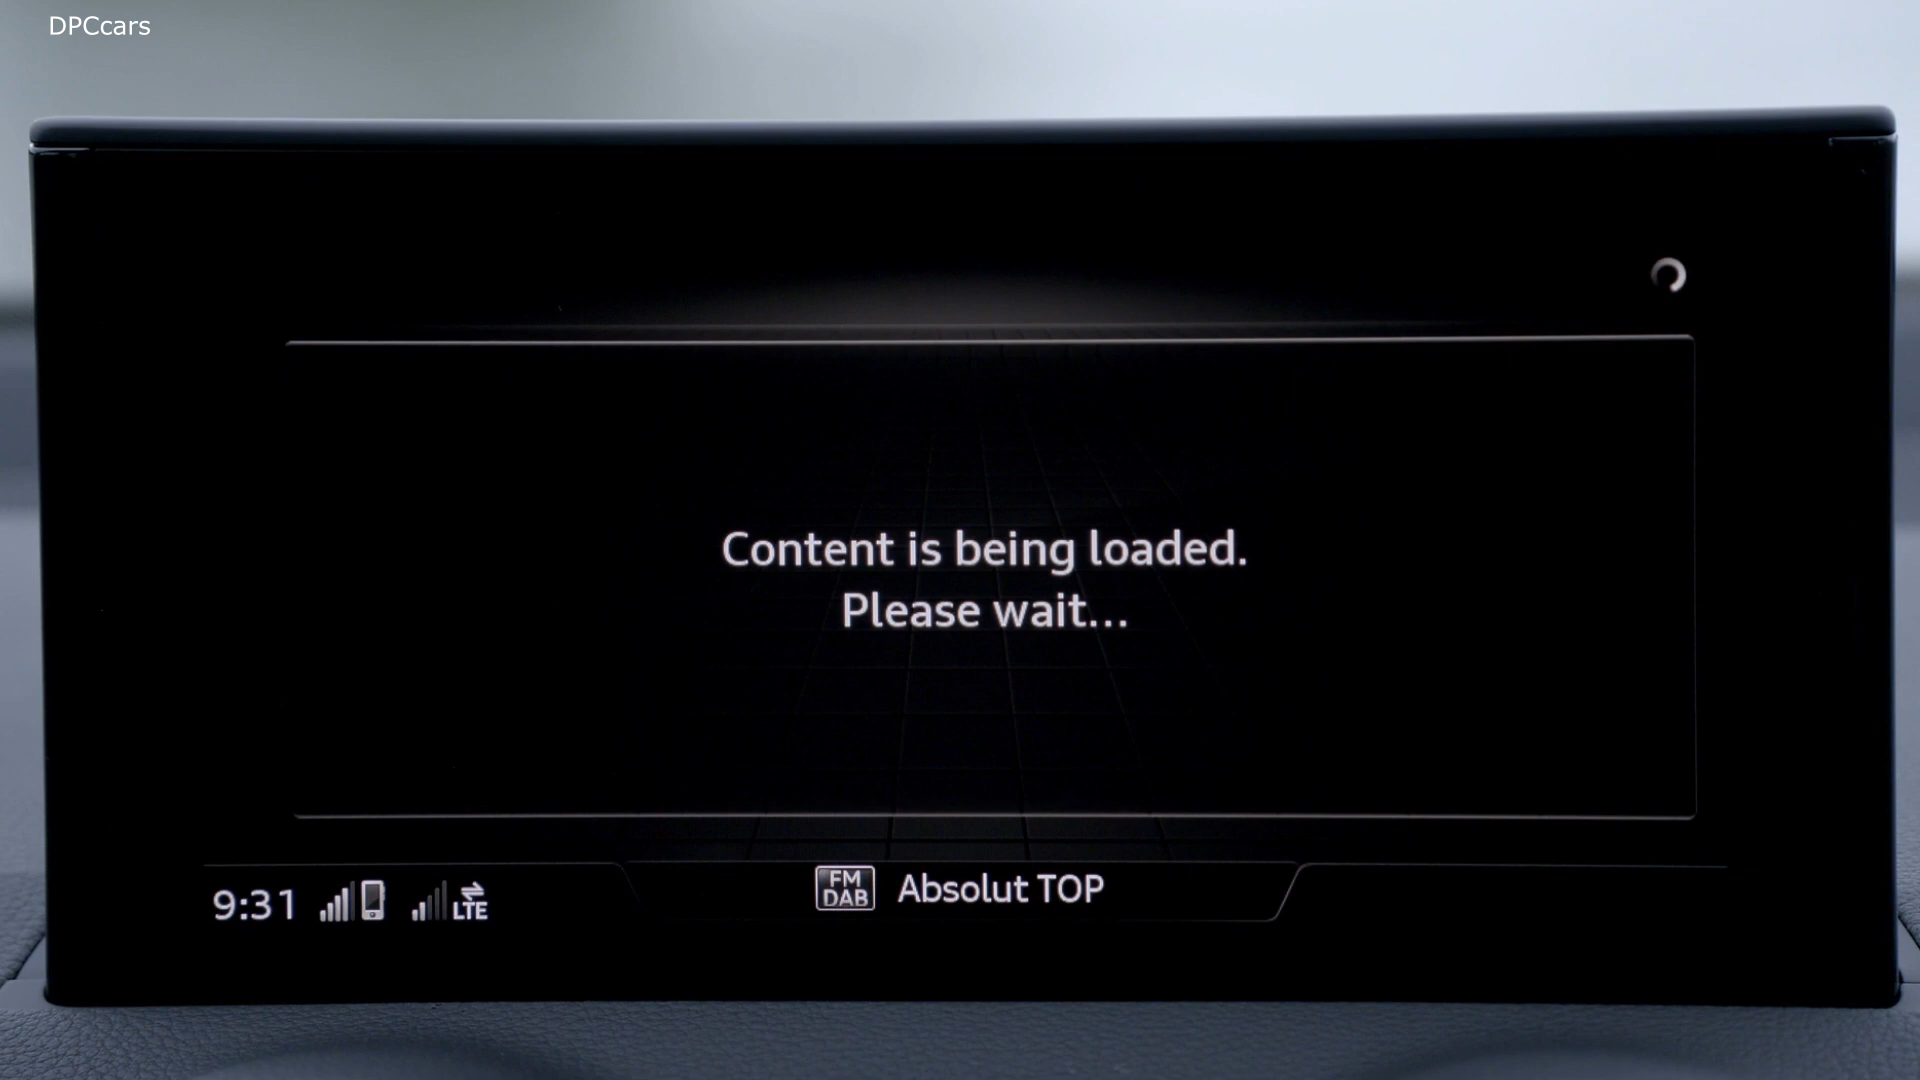 DPCcars
Content is being loaded.
Please wait...
9:31
LTE
FM
DAB
Absolut TOP